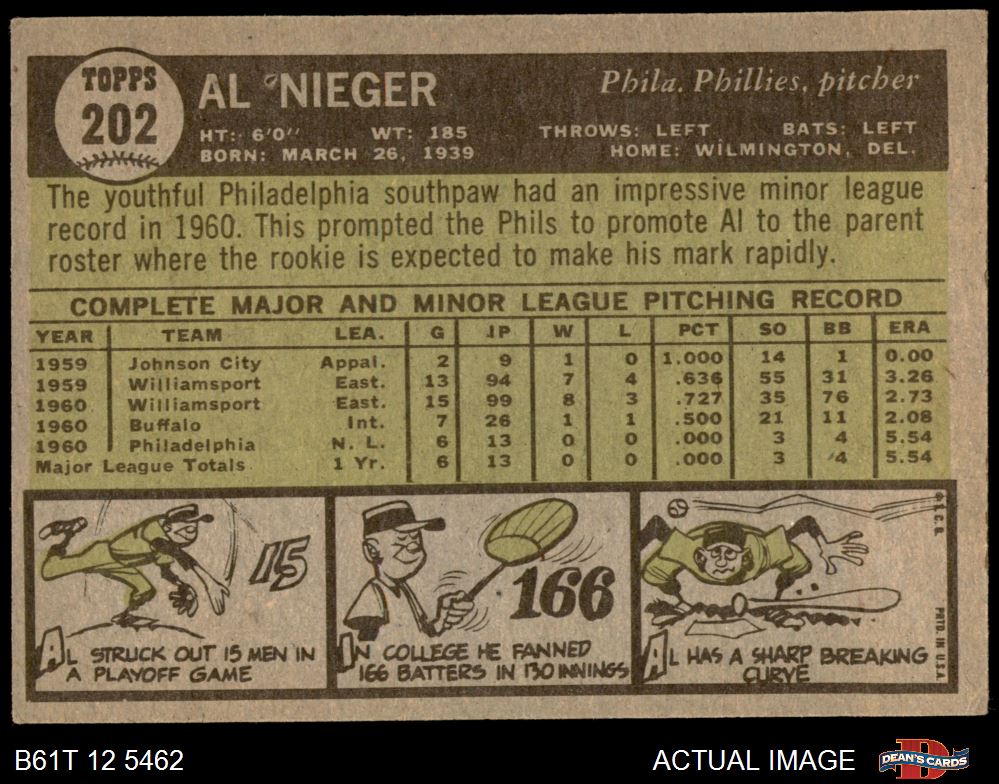 TOPPS
202
AL NIEGER
Phila. Phillies, pitcher
HT: 6'0" WT: 185 THROWS: LEFT BATS: LEFT
BORN: MARCH 26, 1939 HOME: WILMINGTON, DEL.
The youthful Philadelphia southpaw had an impressive minor league
record in 1960. This prompted the Phils to promote Al to the parent
roster where the rookie is expected to make his mark rapidly.
COMPLETE MAJOR AND MINOR LEAGUE PITCHING RECORD
YEAR TEAM LEA. G IP W L PCT SO BB ERA
1959 Johnson City Appal. 2 9 1 0 1.000 14 1 0.00
1959 Williamsport East. 13 94 7 4 .636 55 31 3.26
1960 Williamsport East. 15 99 8 3 .727 35 76 2.73
1960 Buffalo Int. 7 26 1 1 .500 21 11 2.08
1960 Philadelphia N. L. 6 13 0 0 .000 3 4 5.54
Major League Totals 1 Yr. 6 13 0 0 .000 3 4 5.54
15
AL STRUCK OUT 15 MEN IN
A PLAYOFF GAME
166
IN COLLEGE HE FANNED
166 BATTERS IN 130 INNINGS
AL HAS A SHARP BREAKING
CURVE
© T.C.G.
PRTD. IN U.S.A.
B61T 12 5462
ACTUAL IMAGE
DEAN'S CARDS